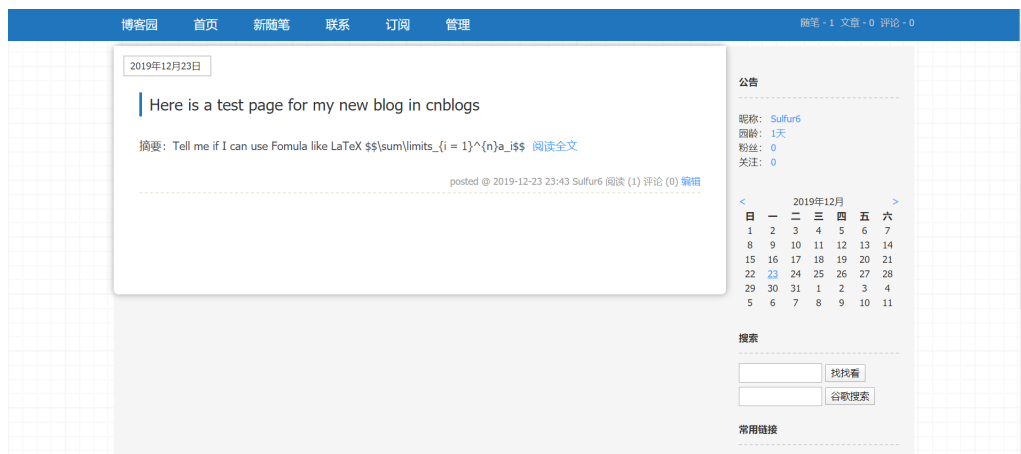 博客园 首页 新随笔 联系 订阅 管理 随笔 - 1 文章 - 0 评论 - 0
2019年12月23日
Here is a test page for my new blog in cnblogs
摘要：Tell me if I can use Fomula like LaTeX $$\sum\limits_{i = 1}^{n}a_i$$ 阅读全文
posted @ 2019-12-23 23:43 Sulfur6 阅读 (1) 评论 (0) 编辑
公告
昵称： Sulfur6
园龄： 1天
粉丝： 0
关注： 0
< 2019年12月 >
日 一 二 三 四 五 六
1 2 3 4 5 6 7
8 9 10 11 12 13 14
15 16 17 18 19 20 21
22 23 24 25 26 27 28
29 30 31 1 2 3 4
5 6 7 8 9 10 11
搜索
找找看
谷歌搜索
常用链接